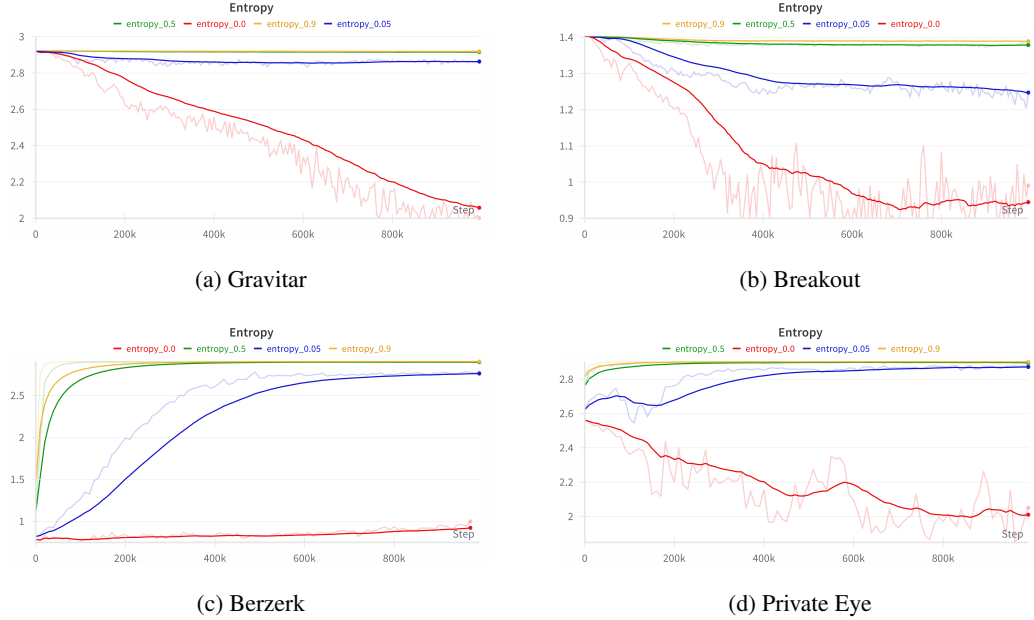 Entropy
entropy_0.5 entropy_0.0 entropy_0.9 entropy_0.05
3
2.8
2.6
2.4
2.2
2
Step
0 200k 400k 600k 800k
(a) Gravitar
Entropy
entropy_0.9 entropy_0.5 entropy_0.05 entropy_0.0
1.4
1.3
1.2
1.1
1
0.9
Step
0 200k 400k 600k 800k
(b) Breakout
Entropy
entropy_0.0 entropy_0.5 entropy_0.05 entropy_0.9
2.5
2
1.5
1
Step
0 200k 400k 600k 800k
(c) Berzerk
Entropy
entropy_0.5 entropy_0.0 entropy_0.05 entropy_0.9
2.8
2.6
2.4
2.2
2
Step
0 200k 400k 600k 800k
(d) Private Eye